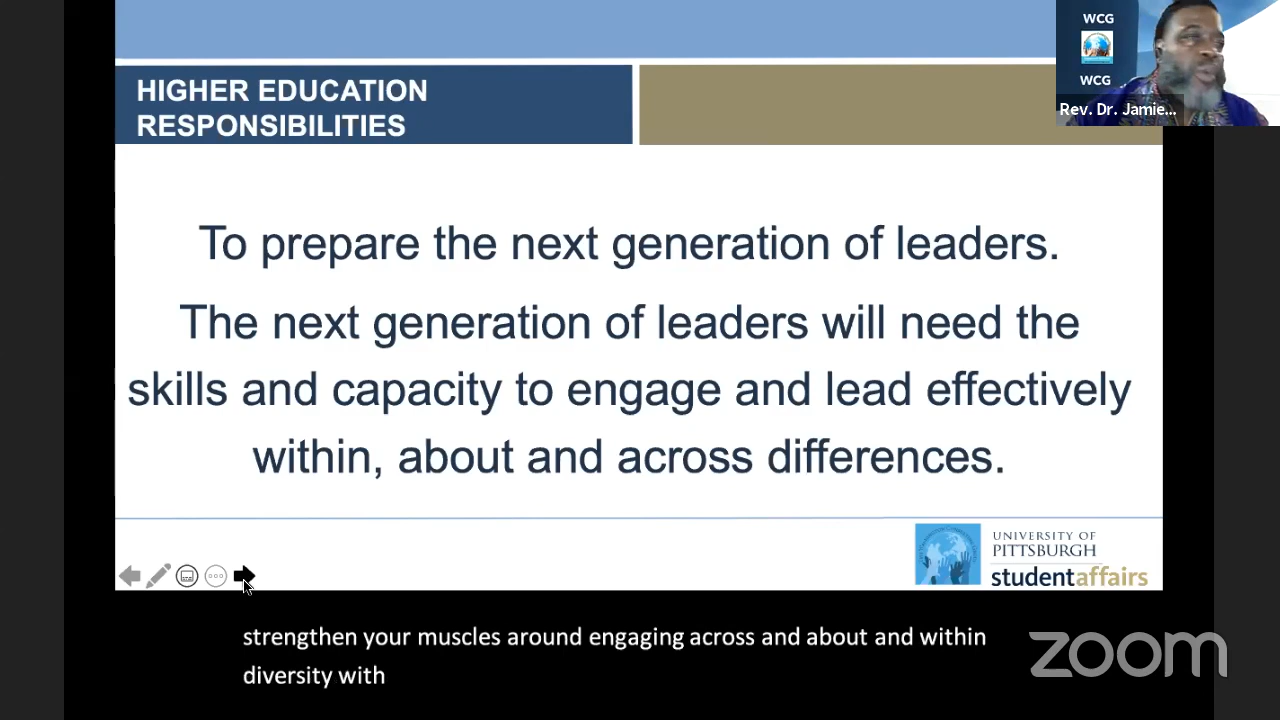 WCG
WCG
Rev. Dr. Jamie...
HIGHER EDUCATION
RESPONSIBILITIES
To prepare the next generation of leaders.
The next generation of leaders will need the
skills and capacity to engage and lead effectively
within, about and across differences.
UNIVERSITY OF
PITTSBURGH
studentaffairs
strengthen your muscles around engaging across and about and within
diversity with
zoom